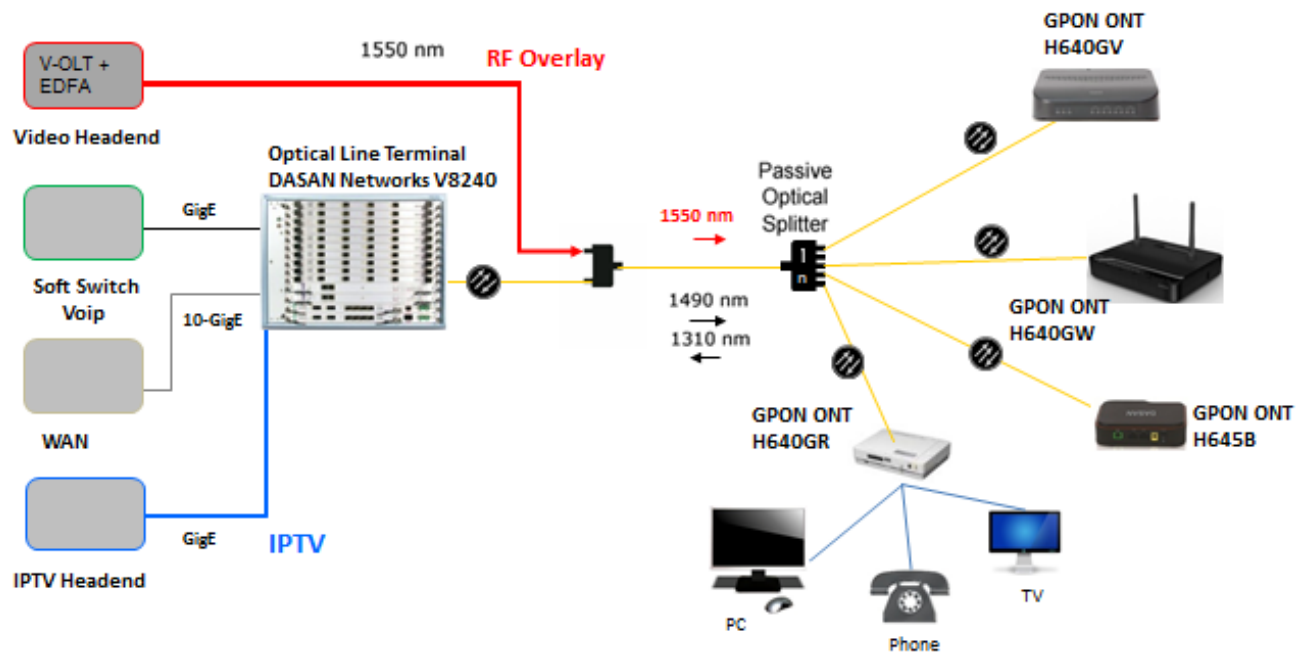 V-OLT +
EDFA
Video Headend
1550 nm
RF Overlay
Optical Line Terminal
DASAN Networks V8240
GigE
Soft Switch
Voip
10-GigE
WAN
GigE
IPTV
IPTV Headend
1550 nm
1490 nm
1310 nm
Passive
Optical
Splitter
1
n
GPON ONT
H640GV
GPON ONT
H640GW
GPON ONT
H645B
GPON ONT
H640GR
PC
Phone
TV